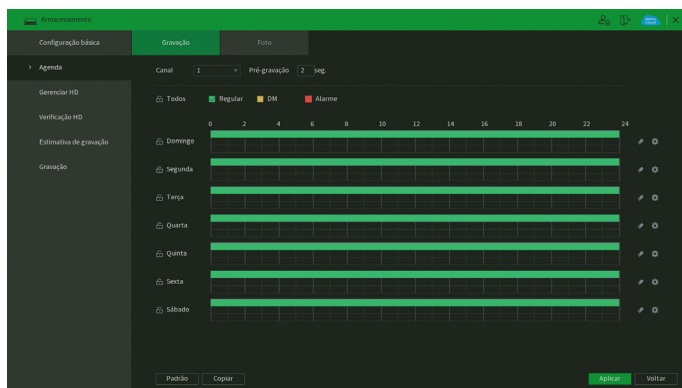 Armazenamento
Configuração básica
Gravação
Foto
> Agenda
Canal 1 Pré-gravação 2 seg.
Gerenciar HD
Todos Regular DM Alarme
Verificação HD
0 2 4 6 8 10 12 14 16 18 20 22 24
Estimativa de gravação
Domingo
Gravação
Segunda
Terça
Quarta
Quinta
Sexta
Sábado
Padrão Copiar Aplicar Voltar